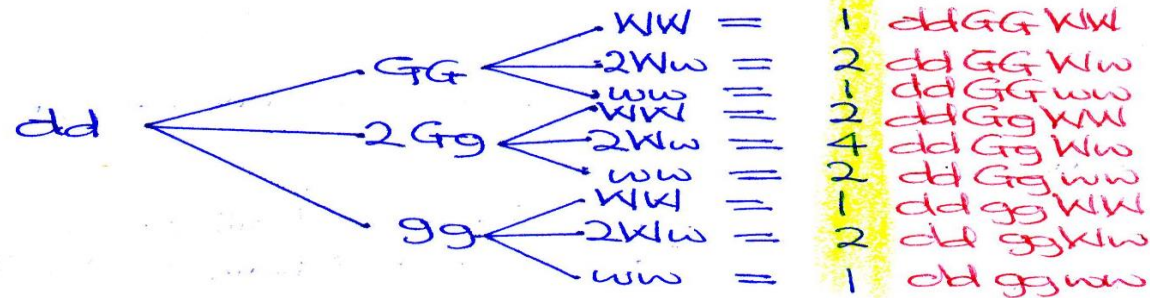 WW = 1 ddGGWW
GG 2Ww = 2 ddGGWw
ww = 1 ddGGww
WW = 2 ddGgWW
dd 2Gg 2Ww = 4 ddGgWw
ww = 2 ddGgww
WW = 1 ddggWW
gg 2Ww = 2 ddggWw
ww = 1 ddggww